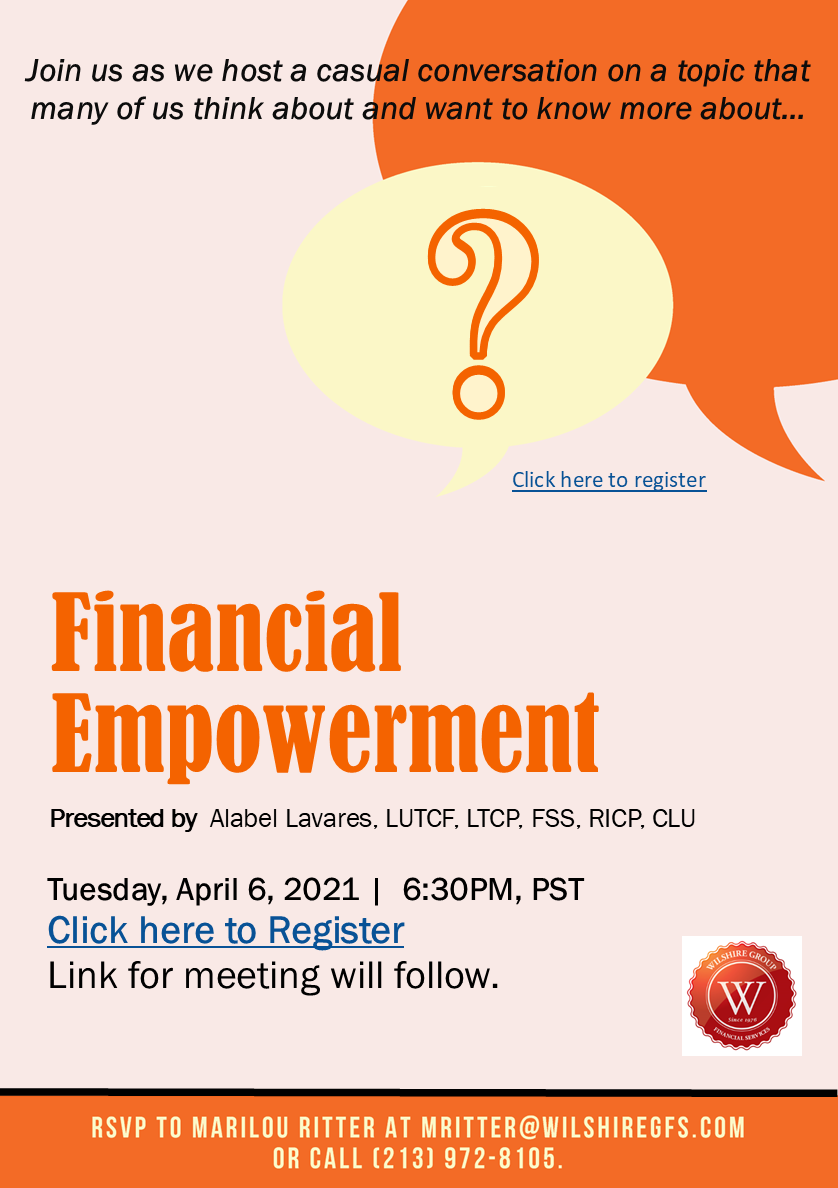 Join us as we host a casual conversation on a topic that
many of us think about and want to know more about...
?
Click here to register
Financial
Empowerment
Presented by Alabel Lavares, LUTCF, LTCP, FSS, RICP, CLU
Tuesday, April 6, 2021 | 6:30PM, PST
Click here to Register
Link for meeting will follow.
WILSHIRE GROUP
W
Since 1976
FINANCIAL SERVICES
RSVP TO MARILOU RITTER AT MRITTER@WILSHIREGFS.COM
OR CALL (213) 972-8105.